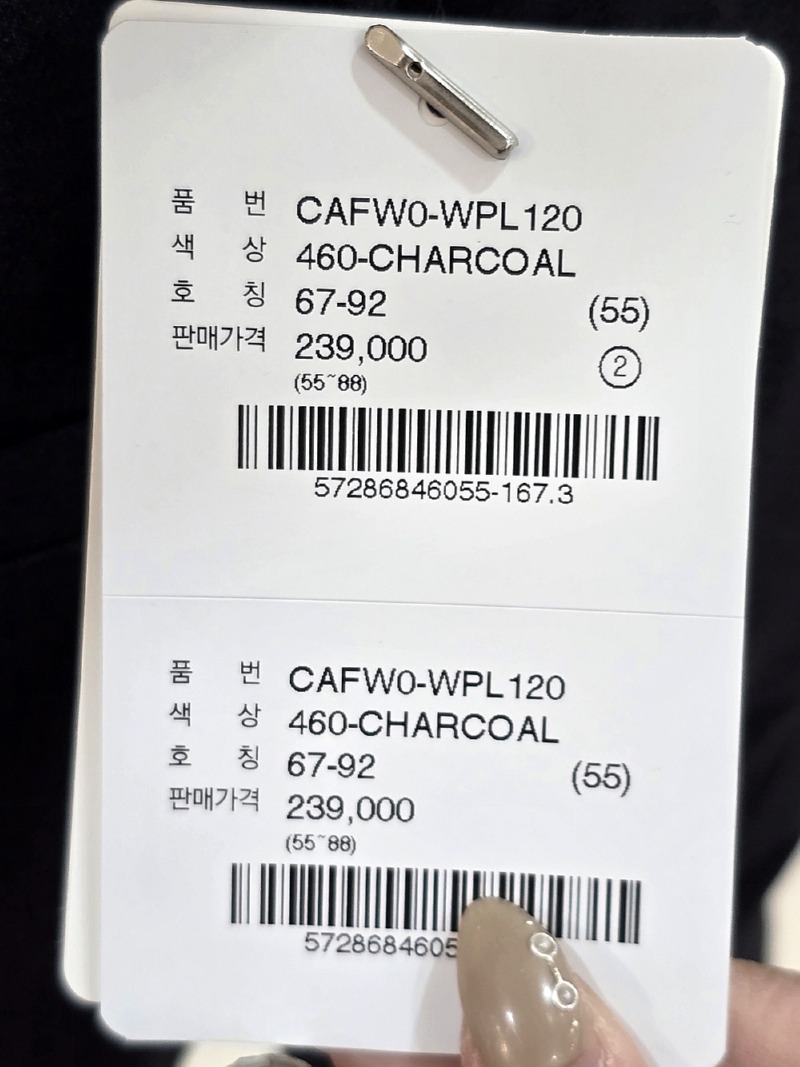 품 번 CAFW0-WPL120
색 상 460-CHARCOAL
호 칭 67-92 (55)
판매가격 239,000 ②
(55~88)
57286846055-167.3
품 번 CAFW0-WPL120
색 상 460-CHARCOAL
호 칭 67-92 (55)
판매가격 239,000
(55~88)
5728684605